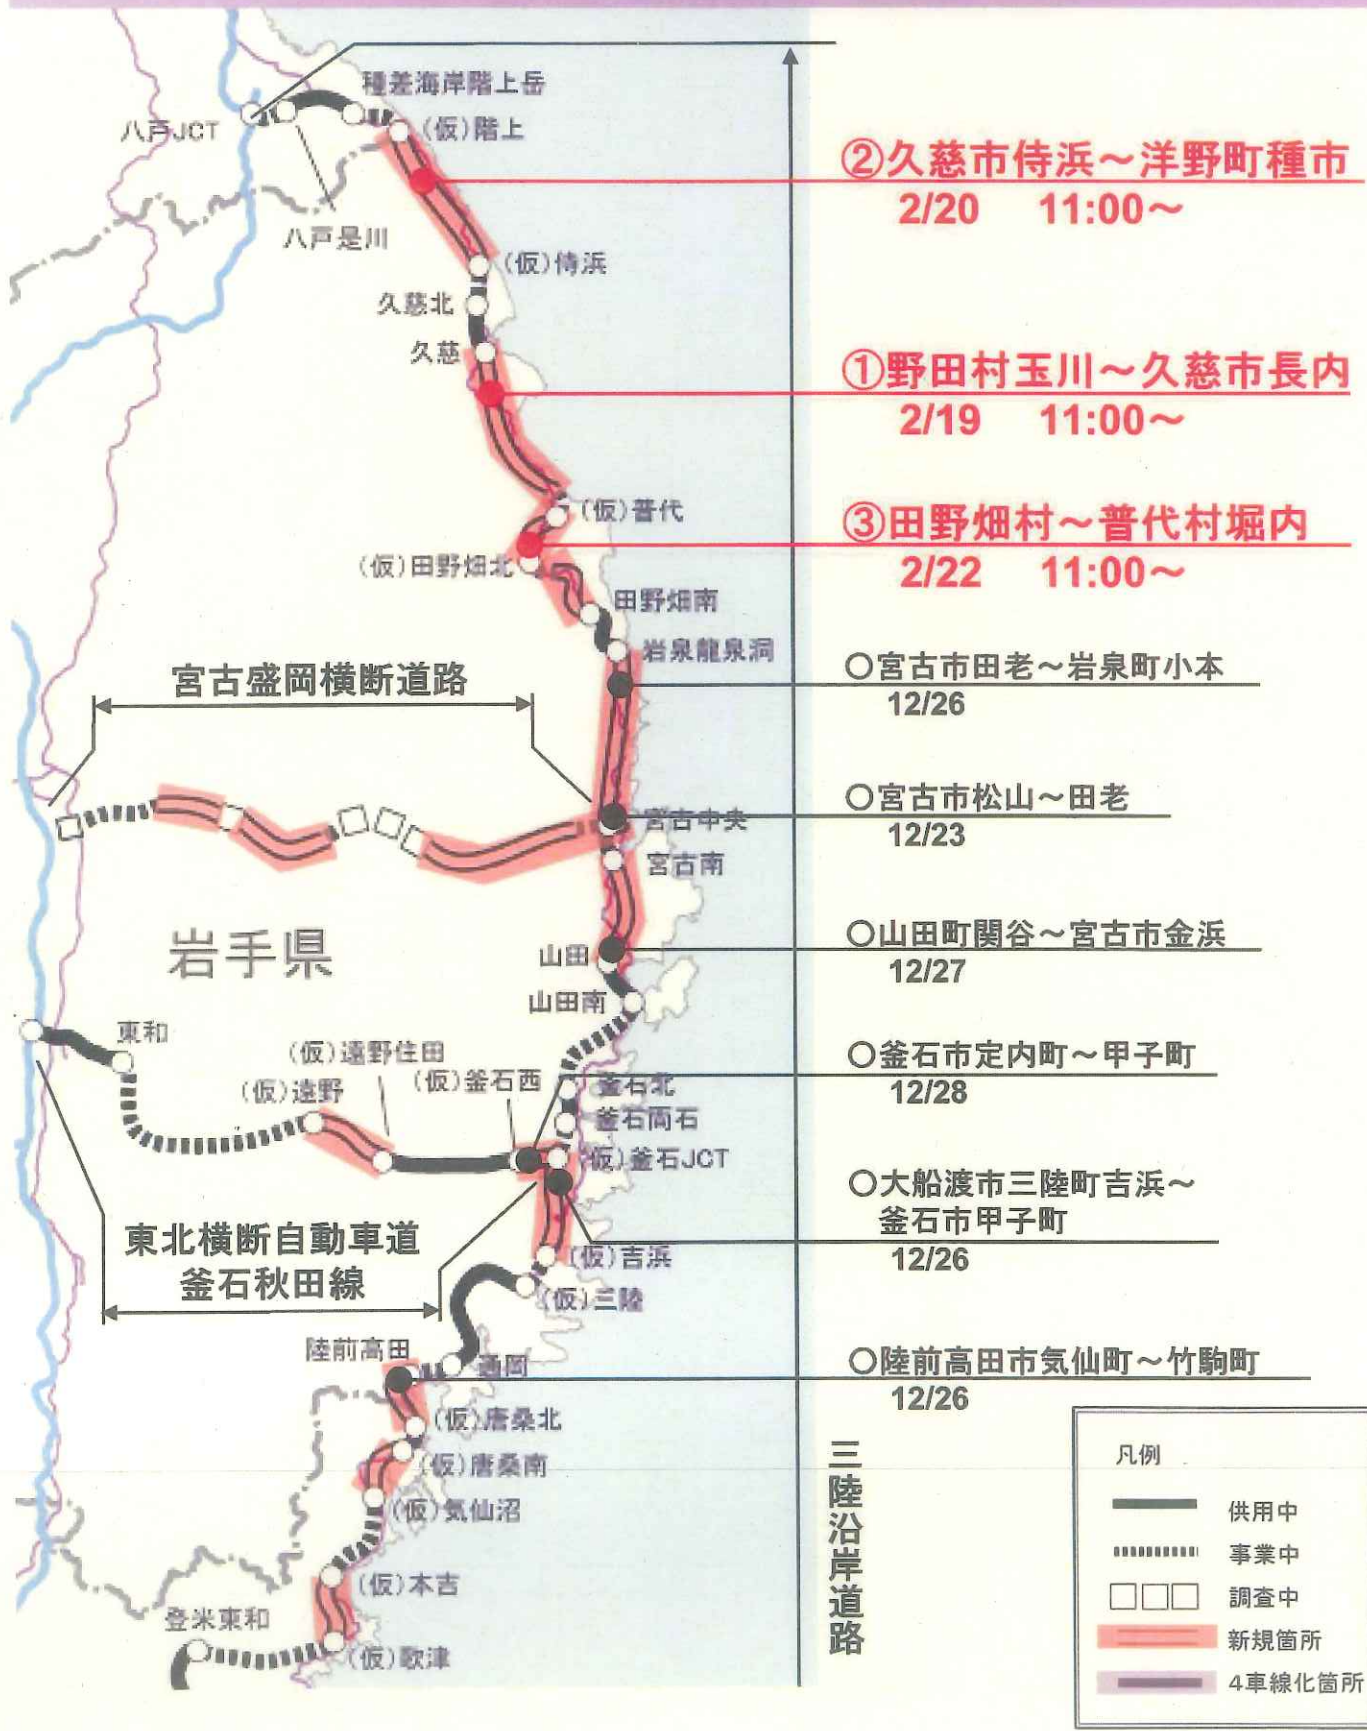 種差海岸階上岳
八戸JCT
(仮)階上
②久慈市侍浜～洋野町種市
2/20 11:00～
八戸是川
(仮)侍浜
久慈北
久慈
①野田村玉川～久慈市長内
2/19 11:00～
(仮)普代
③田野畑村～普代村堀内
2/22 11:00～
(仮)田野畑北
田野畑南
岩泉龍泉洞
宮古盛岡横断道路
○宮古市田老～岩泉町小本
12/26
宮古中央
○宮古市松山～田老
12/23
宮古南
岩手県
山田
○山田町関谷～宮古市金浜
12/27
山田南
東和
(仮)遠野住田
(仮)遠野
(仮)釜石西
釜石北
○釜石市定内町～甲子町
12/28
釜石両石
(仮)釜石JCT
○大船渡市三陸町吉浜～
釜石市甲子町
12/26
東北横断自動車道
釜石秋田線
(仮)吉浜
(仮)三陸
陸前高田
通岡
○陸前高田市気仙町～竹駒町
12/26
(仮)唐桑北
(仮)唐桑南
(仮)気仙沼
(仮)本吉
登米東和
(仮)歌津
三陸沿岸道路
凡例
供用中
事業中
調査中
新規箇所
4車線化箇所